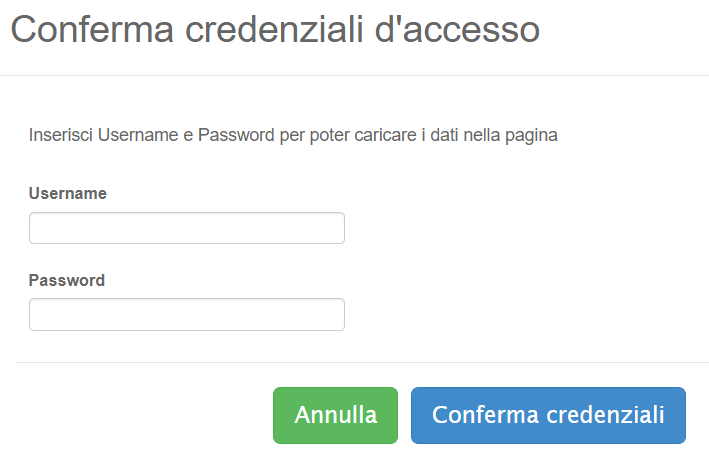 Conferma credenziali d'accesso
Inserisci Username e Password per poter caricare i dati nella pagina
Username
Password
Annulla
Conferma credenziali